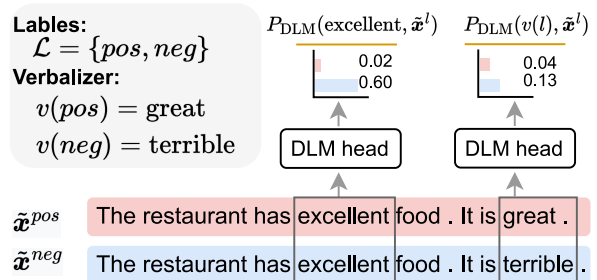 Lables:
ℒ = {pos, neg}
Verbalizer:
v(pos) = great
v(neg) = terrible
P_DLM(excellent, x̃^l)
0.02
0.60
DLM head
P_DLM(v(l), x̃^l)
0.04
0.13
DLM head
x̃^pos The restaurant has excellent food . It is great .
x̃^neg The restaurant has excellent food . It is terrible .